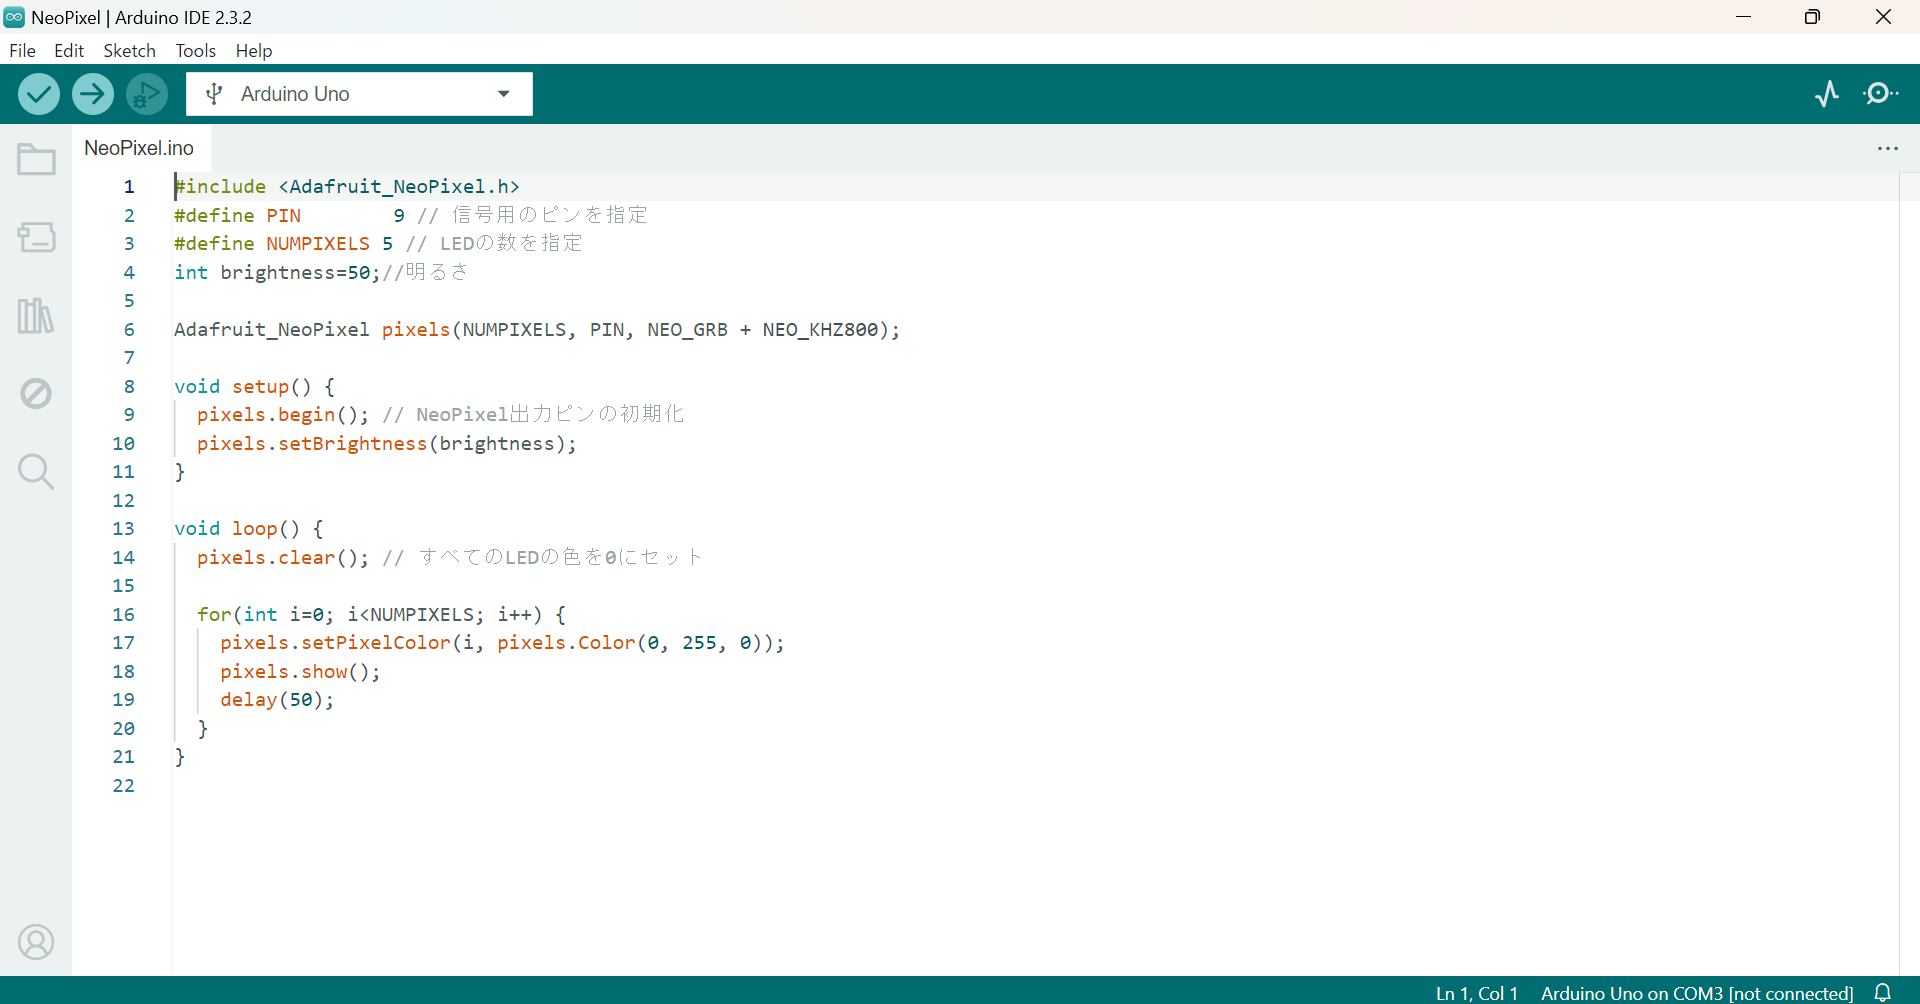 NeoPixel | Arduino IDE 2.3.2
File Edit Sketch Tools Help
Arduino Uno
NeoPixel.ino
1 #include <Adafruit_NeoPixel.h>
2 #define PIN        9 // 信号用のピンを指定
3 #define NUMPIXELS 5 // LEDの数を指定
4 int brightness=50;//明るさ
5
6 Adafruit_NeoPixel pixels(NUMPIXELS, PIN, NEO_GRB + NEO_KHZ800);
7
8 void setup() {
9   pixels.begin(); // NeoPixel出力ピンの初期化
10   pixels.setBrightness(brightness);
11 }
12
13 void loop() {
14   pixels.clear(); // すべてのLEDの色を0にセット
15
16   for(int i=0; i<NUMPIXELS; i++) {
17     pixels.setPixelColor(i, pixels.Color(0, 255, 0));
18     pixels.show();
19     delay(50);
20   }
21 }
22
Ln 1, Col 1 Arduino Uno on COM3 [not connected]